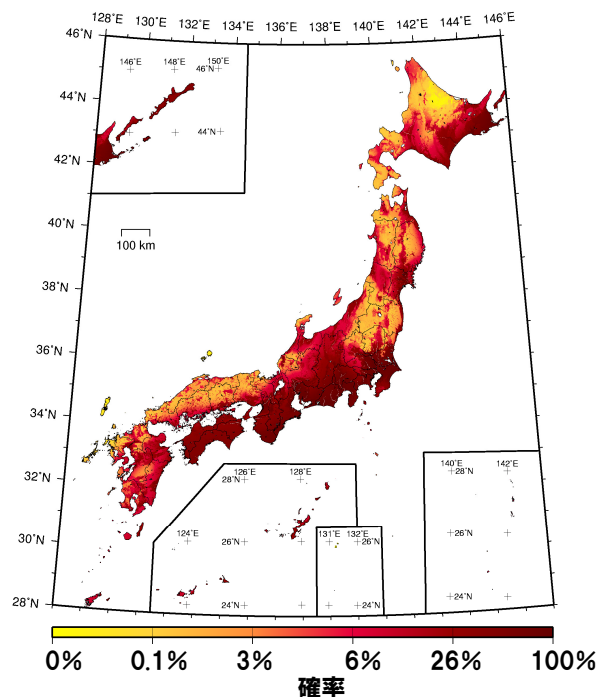 128°E 130°E 132°E 134°E 136°E 138°E 140°E 142°E 144°E 146°E
46°N
146°E 148°E 150°E
46°N
44°N
44°N
42°N
40°N
100 km
38°N
36°N
34°N
32°N
126°E 128°E
28°N
140°E 142°E
28°N
124°E
131°E 132°E
30°N
26°N
26°N
26°N
28°N
24°N
24°N
24°N
0% 0.1% 3% 6% 26% 100%
確率